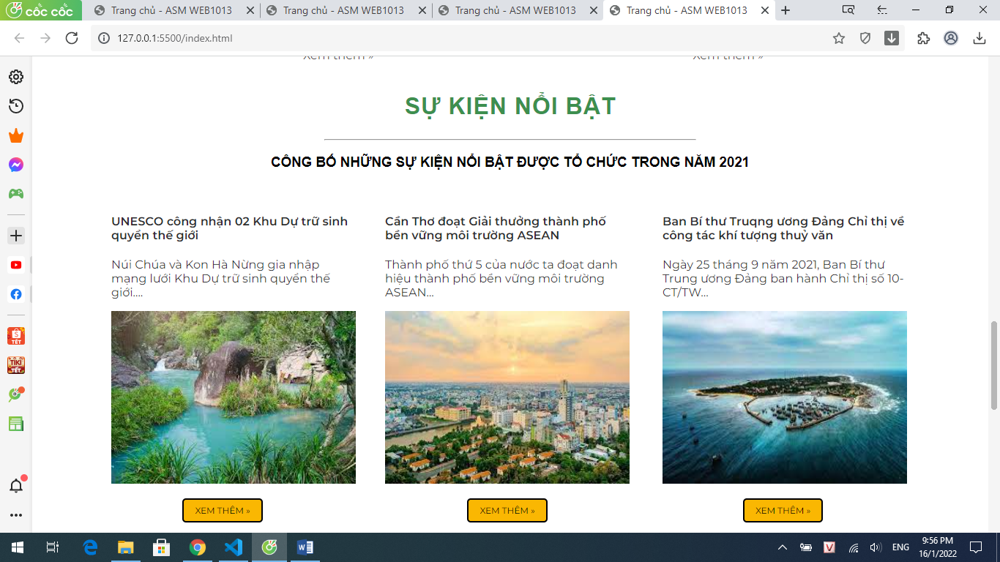 cốc cốc
Trang chủ - ASM WEB1013
Trang chủ - ASM WEB1013
Trang chủ - ASM WEB1013
Trang chủ - ASM WEB1013
127.0.0.1:5500/index.html
Xem thêm »
Xem thêm »
SỰ KIỆN NỔI BẬT
CÔNG BỐ NHỮNG SỰ KIỆN NỔI BẬT ĐƯỢC TỔ CHỨC TRONG NĂM 2021
UNESCO công nhận 02 Khu Dự trữ sinh
quyển thế giới
Núi Chúa và Kon Hà Nừng gia nhập
mạng lưới Khu Dự trữ sinh quyển thế
giới....
XEM THÊM »
Cần Thơ đoạt Giải thưởng thành phố
bền vững môi trường ASEAN
Thành phố thứ 5 của nước ta đoạt danh
hiệu thành phố bền vững môi trường
ASEAN...
XEM THÊM »
Ban Bí thư Truqng ương Đảng Chỉ thị về
công tác khí tượng thuỷ văn
Ngày 25 tháng 9 năm 2021, Ban Bí thư
Trung ương Đảng ban hành Chỉ thị số 10-
CT/TW...
XEM THÊM »
TẾT
TIKI
TẾT
ENG
9:56 PM
16/1/2022